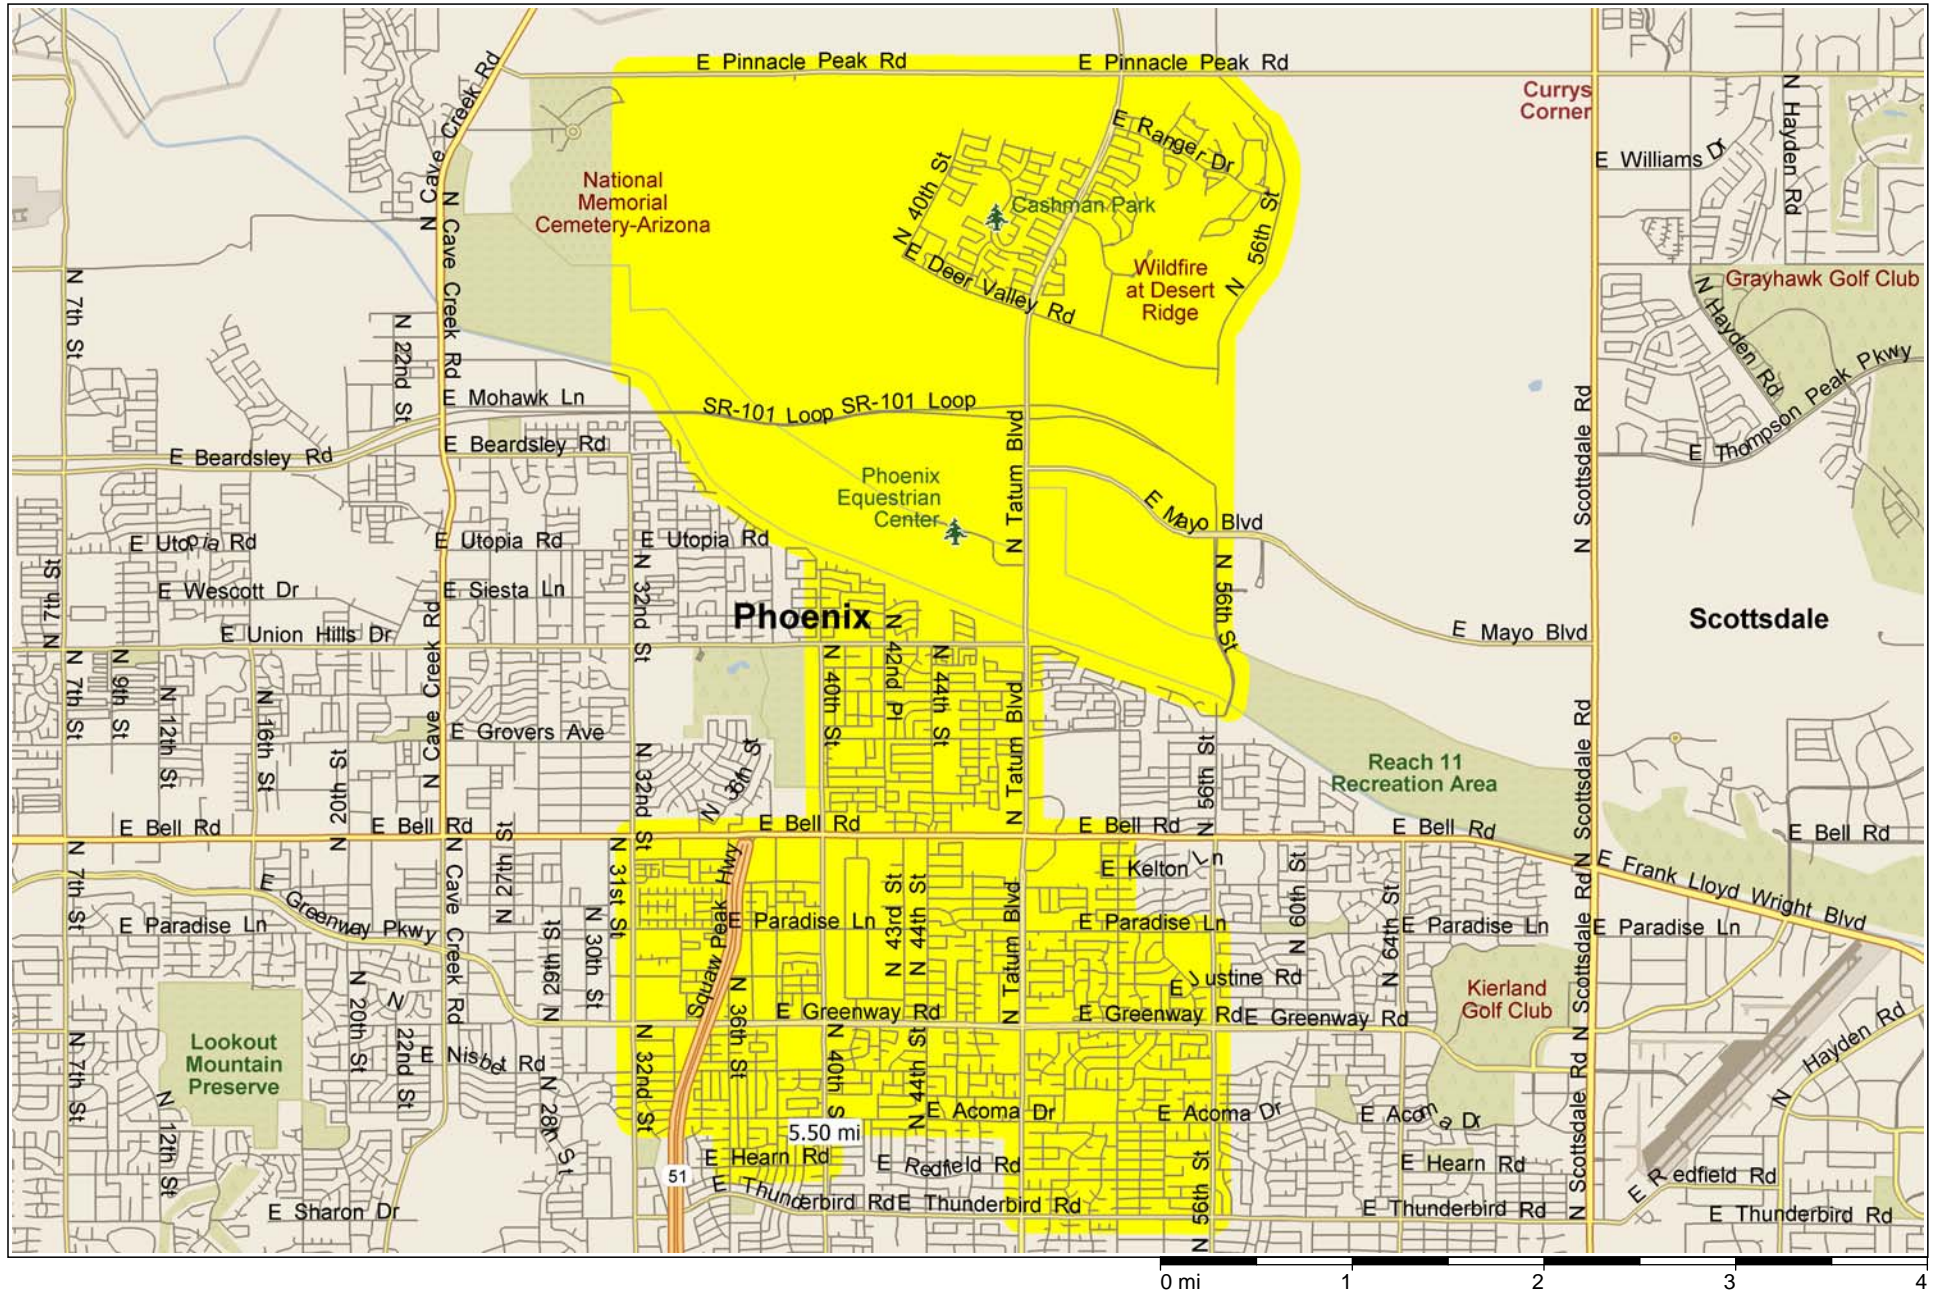 E Pinnacle Peak Rd
E Pinnacle Peak Rd
N Cave Creek Rd
Currys
Corner
N Hayden Rd
E Ranger Dr
E Williams Dr
National
Memorial
Cemetery-Arizona
N 40th St
Cashman Park
N 56th St
N Cave Creek Rd
E Deer Valley Rd
Wildfire
at Desert
Ridge
Grayhawk Golf Club
N Hayden Rd
N 7th St
N 22nd St
E Thompson Peak Pkwy
E Mohawk Ln
SR-101 Loop
SR-101 Loop
N Tatum Blvd
N Scottsdale Rd
E Beardsley Rd
E Beardsley Rd
Phoenix
Equestrian
Center
E Mayo Blvd
E Utopia Rd
E Utopia Rd
E Utopia Rd
N 7th St
E Wescott Dr
E Siesta Ln
N 32nd St
N 56th St
Phoenix
Scottsdale
E Union Hills Dr
E Mayo Blvd
N 7th St
N 9th St
N 12th St
N 16th St
N 20th St
N Cave Creek Rd
E Grovers Ave
N 32nd St
N 36th St
N 40th St
N 42nd Pl
N 44th St
N Tatum Blvd
N 56th St
Reach 11
Recreation Area
N Scottsdale Rd
E Bell Rd
E Bell Rd
E Bell Rd
E Bell Rd
E Bell Rd
E Bell Rd
N 7th St
N Cave Creek Rd
N 27th St
N 31st St
Squaw Peak Hwy
N 43rd St
N 44th St
N Tatum Blvd
E Kelton Ln
N 60th St
N 64th St
E Frank Lloyd Wright Blvd
E Greenway Pkwy
E Paradise Ln
E Paradise Ln
E Paradise Ln
E Paradise Ln
E Paradise Ln
N Scottsdale Rd
N 29th St
N 30th St
N 20th St
N 22nd St
N 36th St
E Justine Rd
Kierland
Golf Club
E Greenway Rd
E Greenway Rd
E Greenway Rd
N Hayden Rd
Lookout
Mountain
Preserve
N 7th St
E Nisbet Rd
N 28th St
N 32nd St
N 40th S
N 44th St
N 12th St
E Acoma Dr
E Acoma Dr
E Acoma Dr
5.50 mi
E Hearn Rd
E Redfield Rd
N 56th St
E Hearn Rd
N Scottsdale Rd
E Redfield Rd
51
E Thunderbird Rd
E Thunderbird Rd
E Thunderbird Rd
E Thunderbird Rd
E Sharon Dr
N
0 mi 1 2 3 4